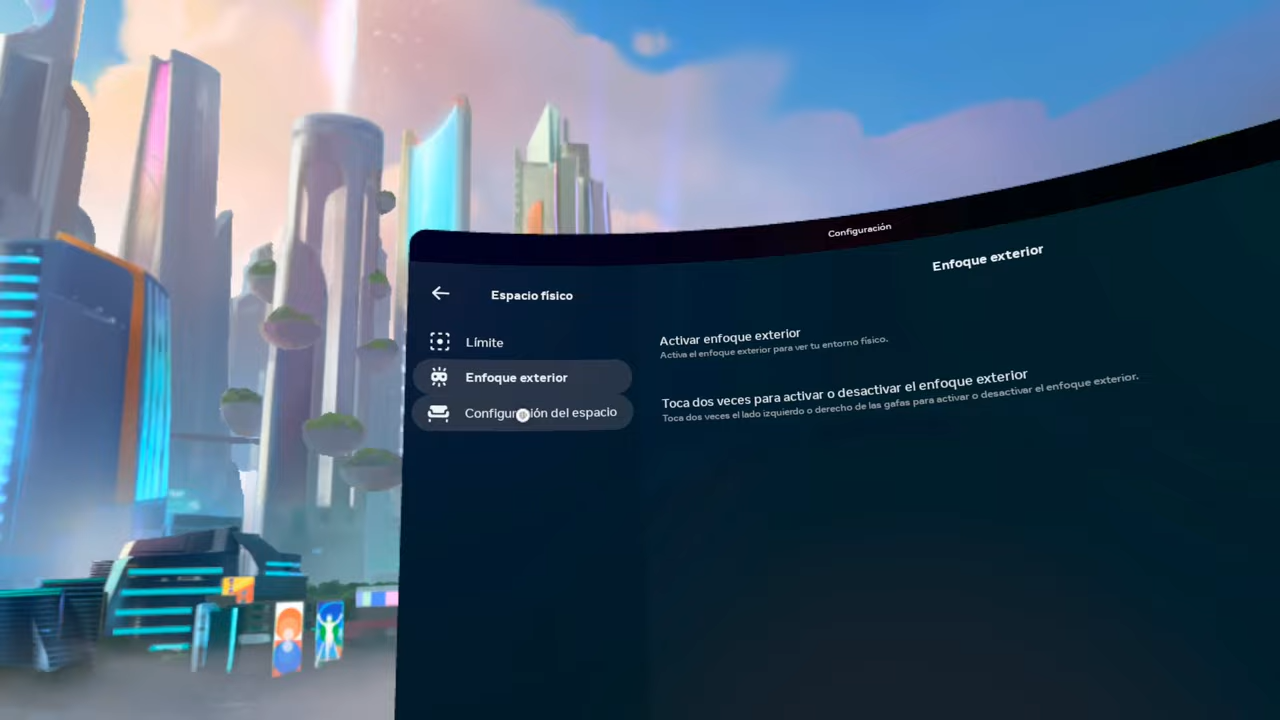 Configuración
Enfoque exterior
Espacio físico
Límite
Enfoque exterior
Configuración del espacio
Activar enfoque exterior
Activa el enfoque exterior para ver tu entorno físico.
Toca dos veces para activar o desactivar el enfoque exterior
Toca dos veces el lado izquierdo o derecho de las gafas para activar o desactivar el enfoque exterior.